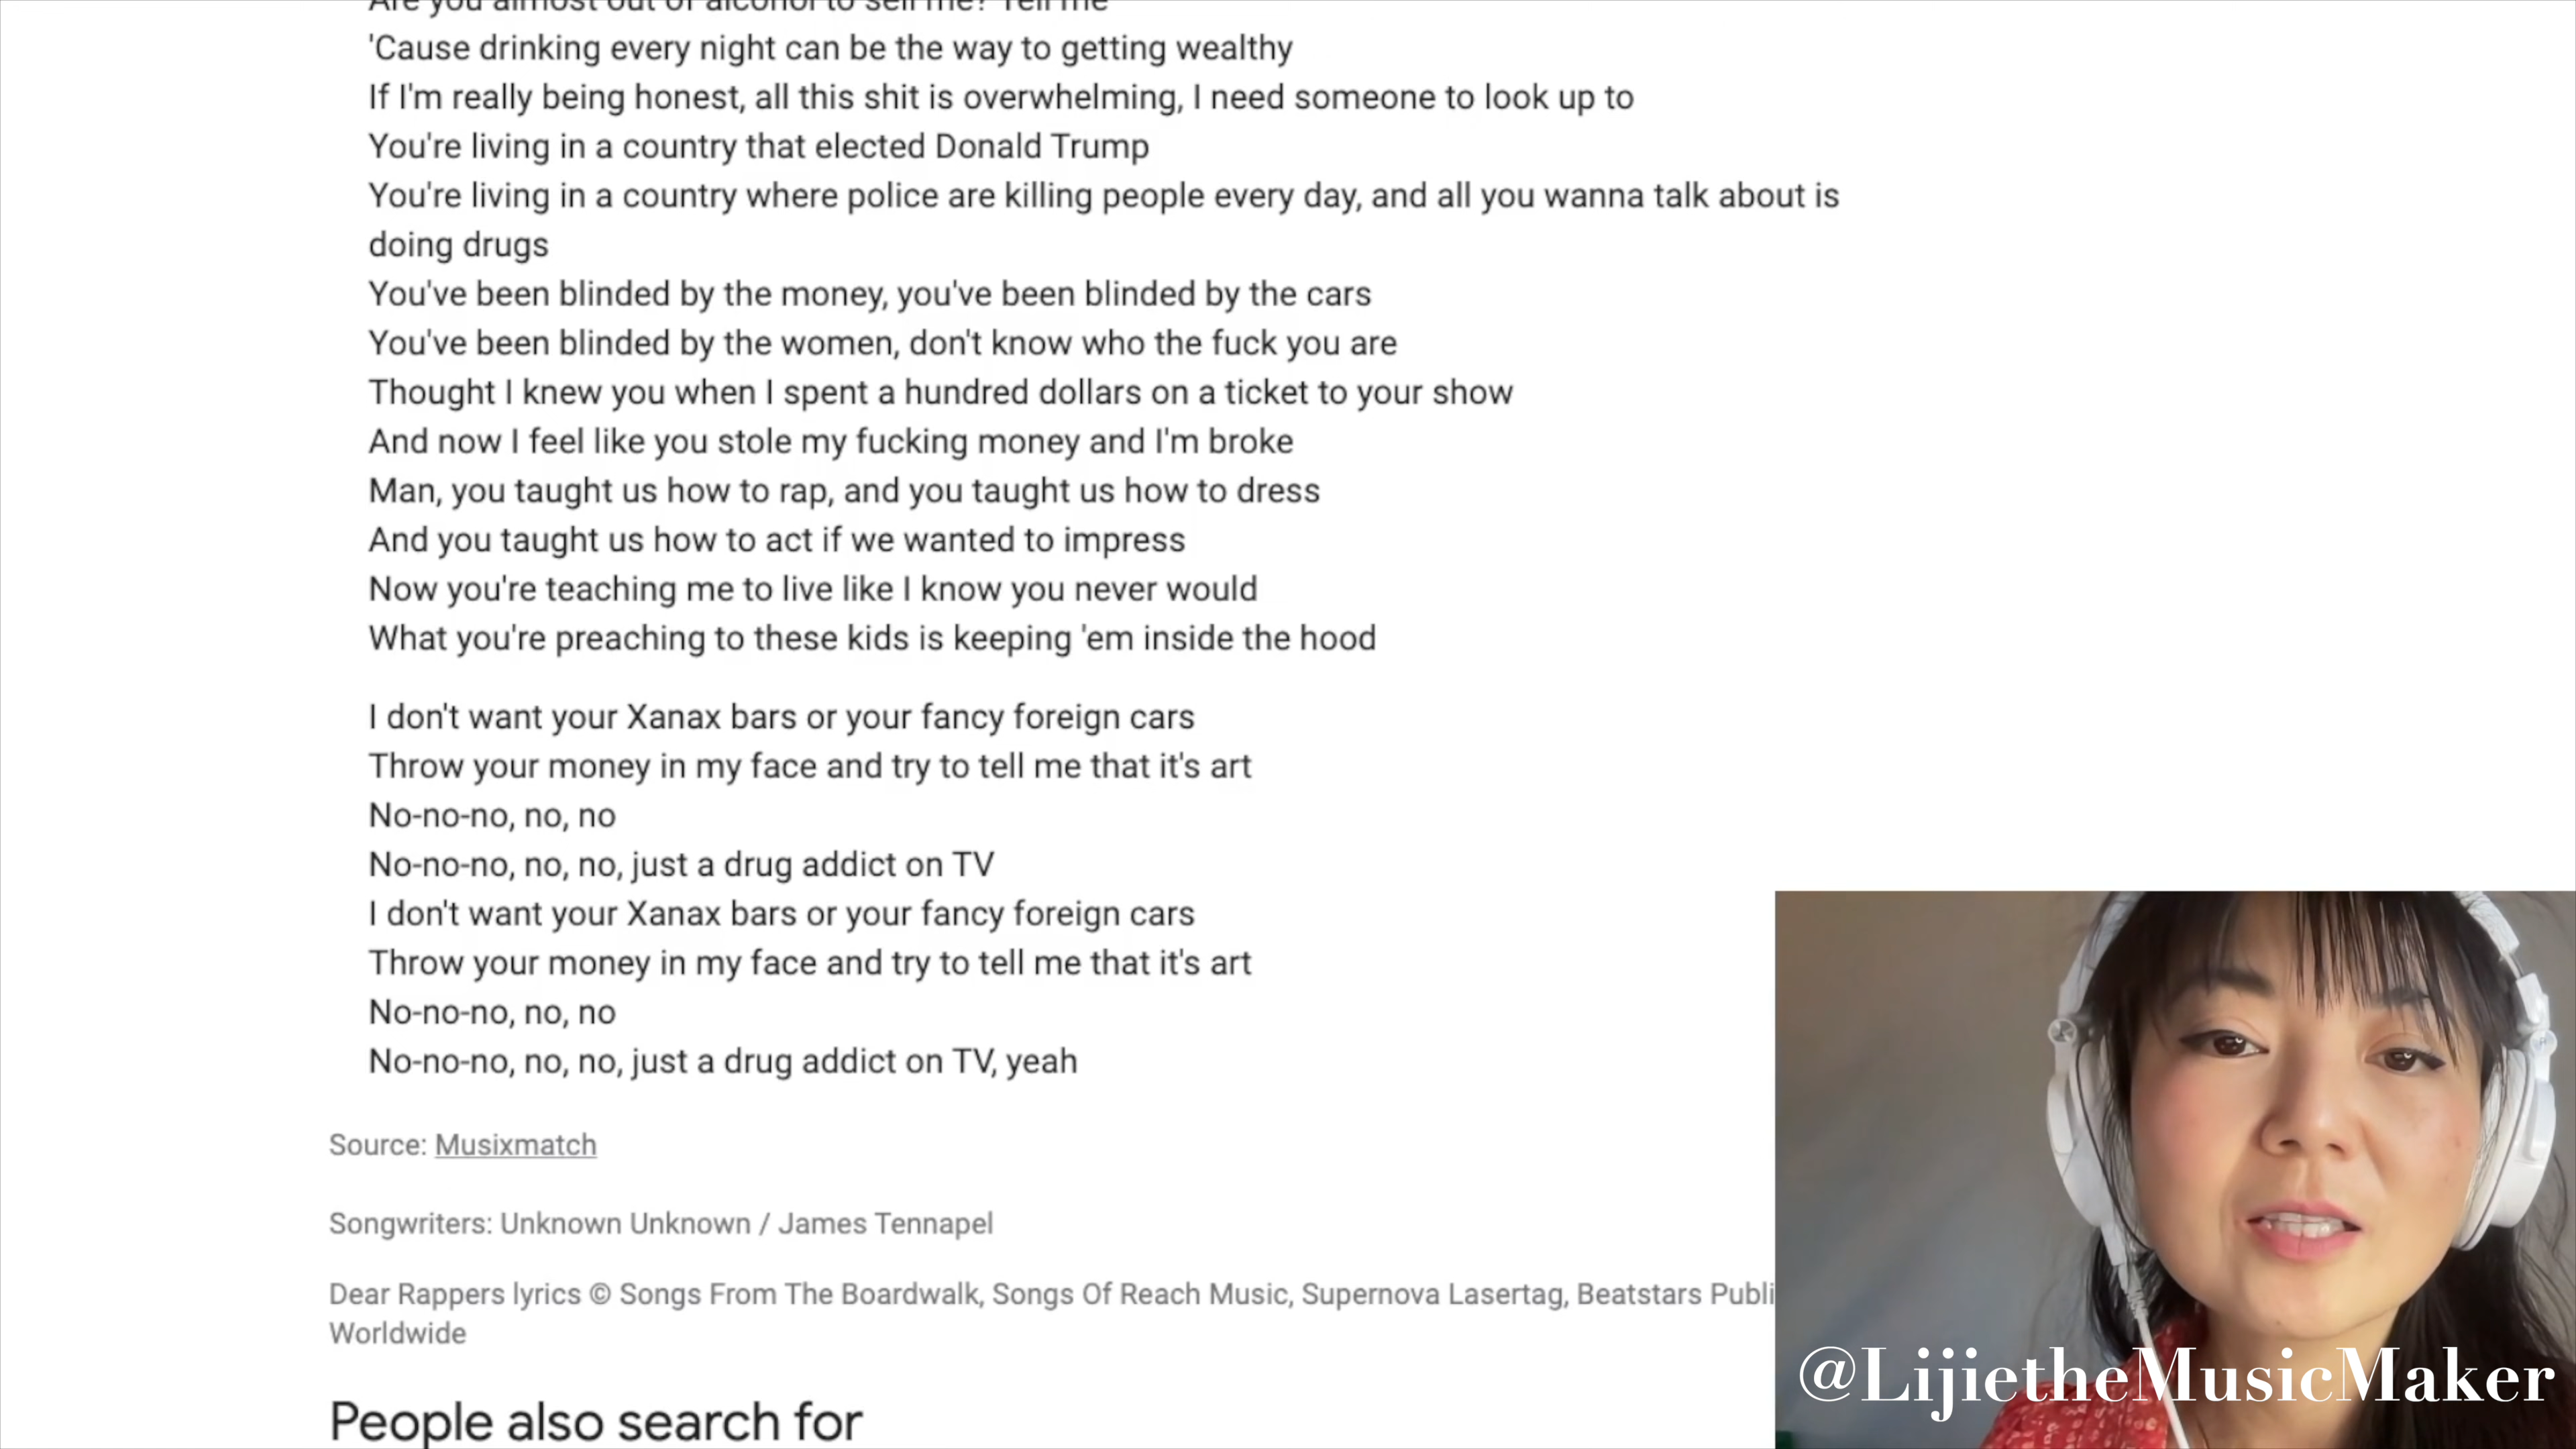 Are you almost out of alcohol to sell me? Tell me
'Cause drinking every night can be the way to getting wealthy
If I'm really being honest, all this shit is overwhelming, I need someone to look up to
You're living in a country that elected Donald Trump
You're living in a country where police are killing people every day, and all you wanna talk about is
doing drugs
You've been blinded by the money, you've been blinded by the cars
You've been blinded by the women, don't know who the fuck you are
Thought I knew you when I spent a hundred dollars on a ticket to your show
And now I feel like you stole my fucking money and I'm broke
Man, you taught us how to rap, and you taught us how to dress
And you taught us how to act if we wanted to impress
Now you're teaching me to live like I know you never would
What you're preaching to these kids is keeping 'em inside the hood
I don't want your Xanax bars or your fancy foreign cars
Throw your money in my face and try to tell me that it's art
No-no-no, no, no
No-no-no, no, no, just a drug addict on TV
I don't want your Xanax bars or your fancy foreign cars
Throw your money in my face and try to tell me that it's art
No-no-no, no, no
No-no-no, no, no, just a drug addict on TV, yeah
Source: Musixmatch
Songwriters: Unknown Unknown / James Tennapel
Dear Rappers lyrics © Songs From The Boardwalk, Songs Of Reach Music, Supernova Lasertag, Beatstars Publi
Worldwide
People also search for
@LijietheMusicMaker